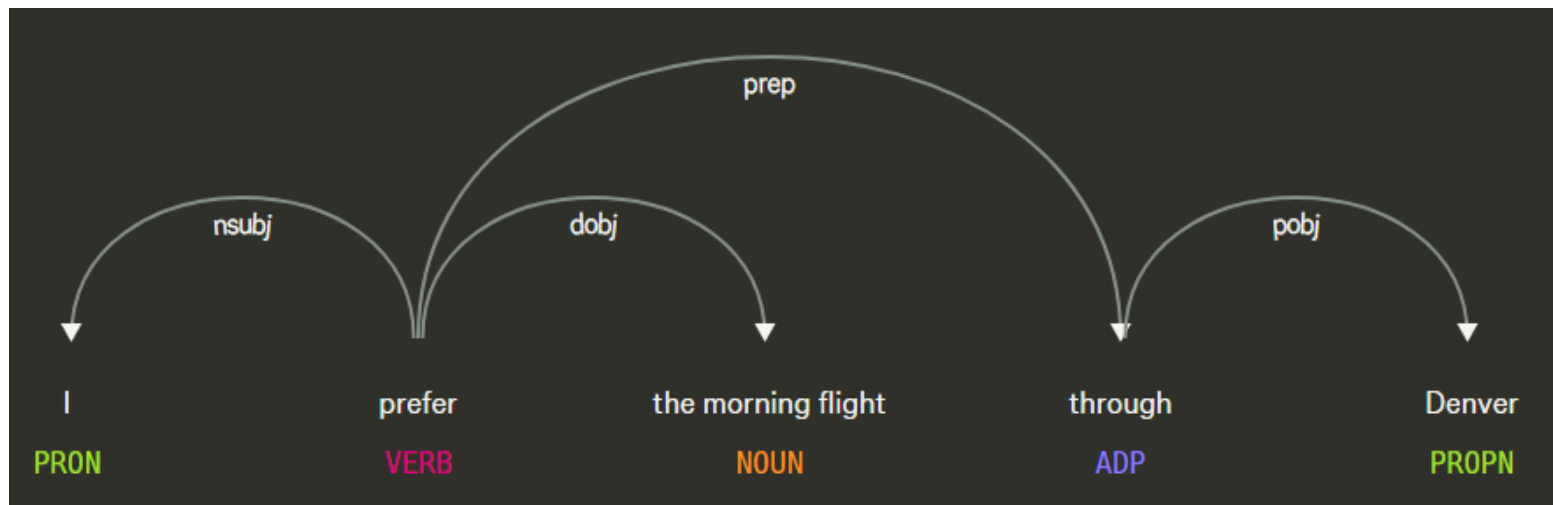 prep
nsubj dobj pobj
I prefer the morning flight through Denver
PRON VERB NOUN ADP PROPN